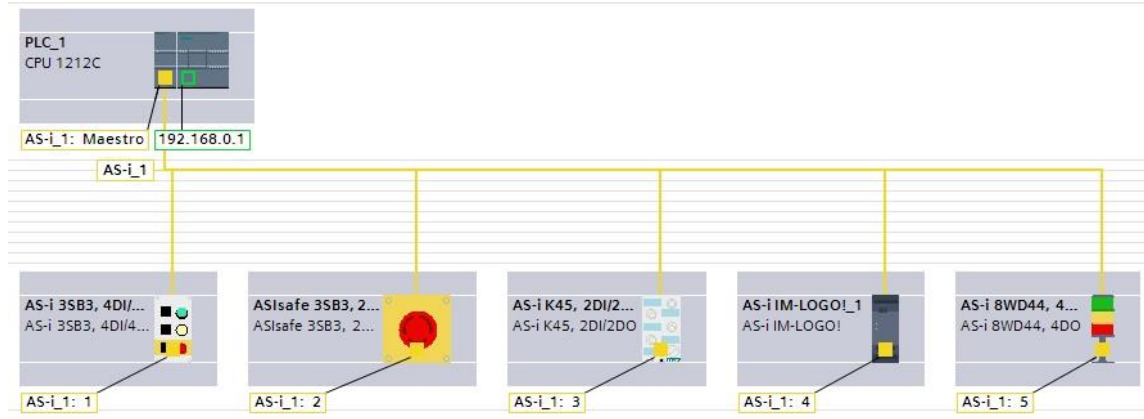 PLC_1
CPU 1212C
AS-i_1: Maestro
192.168.0.1
AS-i_1
AS-i 3SB3, 4DI/...
AS-i 3SB3, 4DI/4...
AS-i_1: 1
ASIsafe 3SB3, 2...
ASIsafe 3SB3, 2...
AS-i_1: 2
AS-i K45, 2DI/2...
AS-i K45, 2DI/2DO
AS-i_1: 3
AS-i IM-LOGO!_1
AS-i IM-LOGO!
AS-i_1: 4
AS-i 8WD44, 4...
AS-i 8WD44, 4DO
AS-i_1: 5